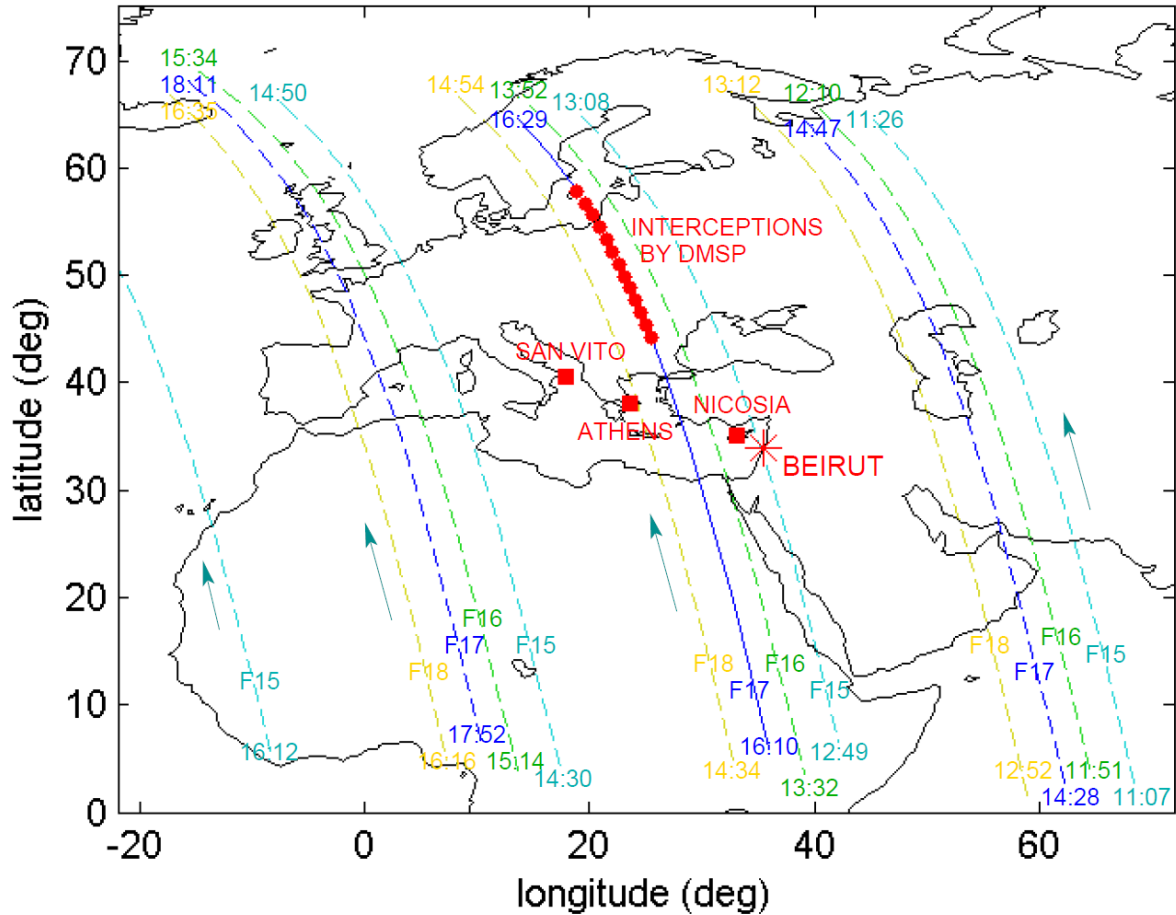 70
60
50
40
30
20
10
0
latitude (deg)
15:34
18:11
16:35
14:50
14:54
13:52
16:29
13:08
13:12
12:10
14:47
11:26
INTERCEPTIONS
BY DMSP
SAN VITO
NICOSIA
ATHENS
BEIRUT
F15
F18
F17
F16
F15
F18
F17
F16
F15
F18
F17
F16
F15
16:12
16:16
17:52
15:14
14:30
14:34
16:10
13:32
12:49
12:52
14:28
11:51
11:07
-20
0
20
40
60
longitude (deg)